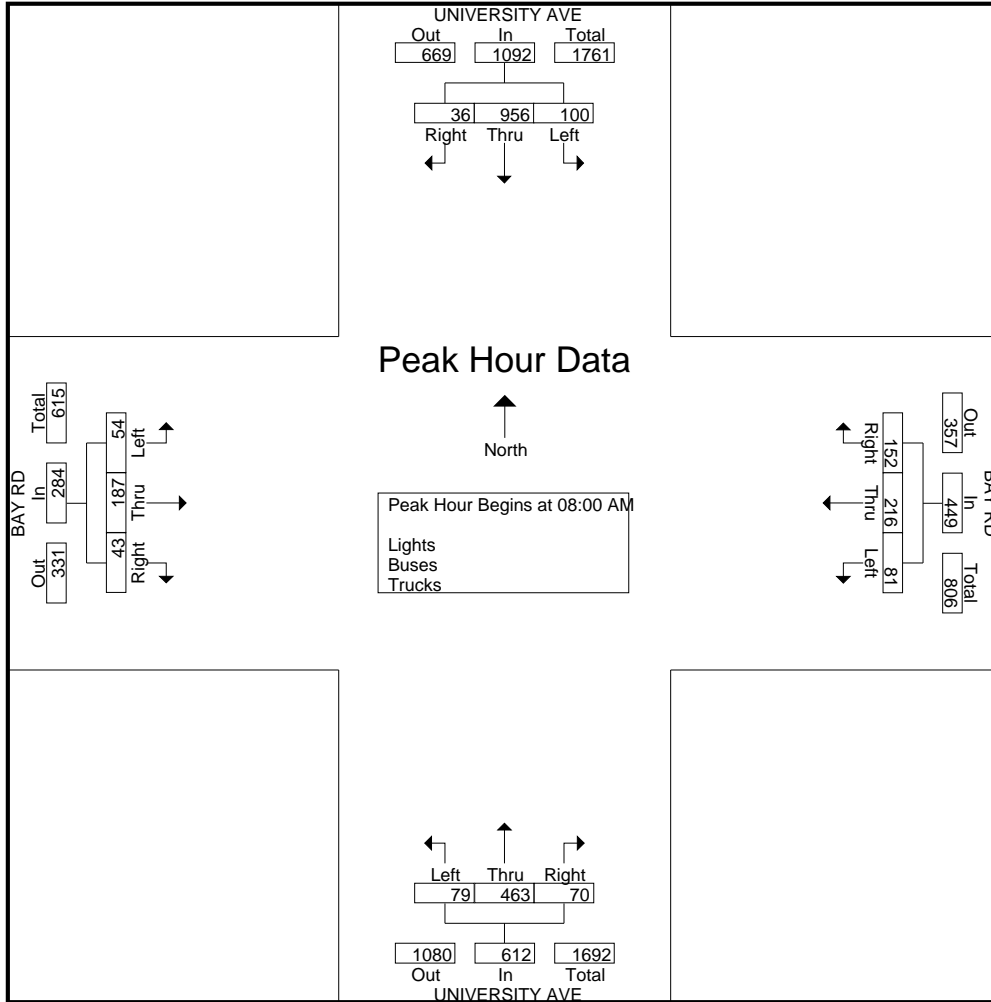 UNIVERSITY AVE
Out In Total
669 1092 1761
36 956 100
Right Thru Left
Peak Hour Data
North
Peak Hour Begins at 08:00 AM
Lights
Buses
Trucks
BAY RD
Out In Total
331 284 615
43 187 54
Right Thru Left
BAY RD
Out In Total
357 449 806
152 216 81
Right Thru Left
Left Thru Right
79 463 70
1080 612 1692
Out In Total
UNIVERSITY AVE